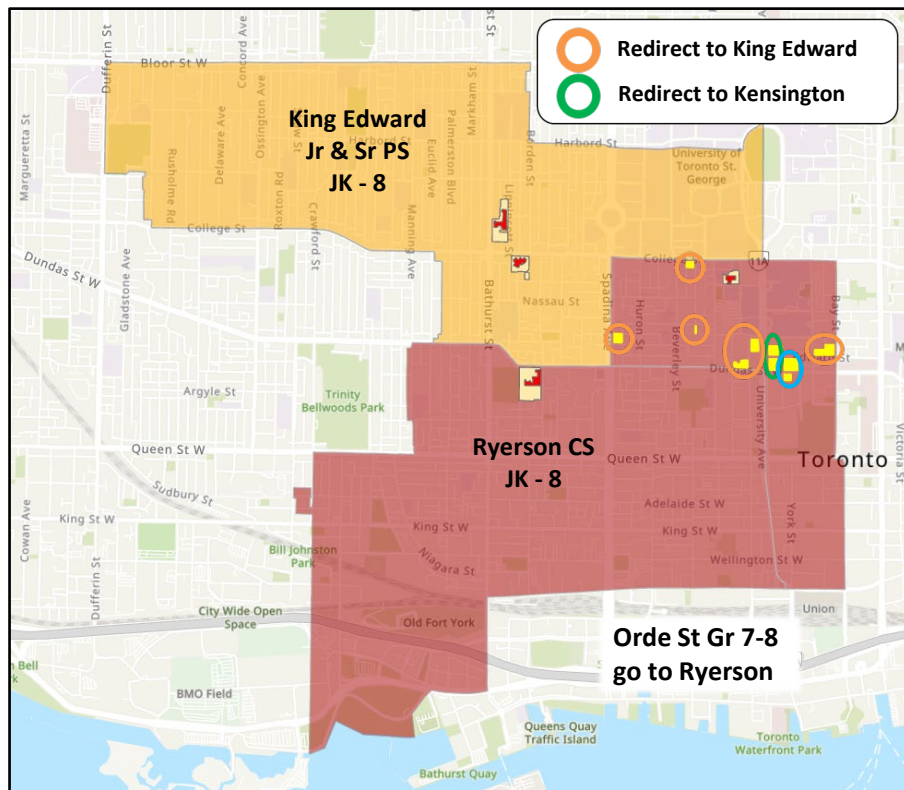 Redirect to King Edward
Redirect to Kensington
King Edward
Jr & Sr PS
JK - 8
Ryerson CS
JK - 8
Orde St Gr 7-8
go to Ryerson
Dufferin St
Concord Ave
Bloor St W
Margueretta St
Rusholme Rd
Delaware Ave
Ossington Ave
Roxton Rd
Crawford St
Harbord St
Euclid Ave
Palmerston Blvd
Markham St
Manning Ave
Borden St
Harbord St
University of
Toronto St.
George
College St
Dundas St W
Gladstone Ave
Bathurst St
Nassau St
Spadina Ave
Huron St
Beverley St
11A
Bay St
University Ave
Argyle St
Trinity
Bellwoods Park
Queen St W
Queen St W
Toronto
Victoria St
Sudbury St
Cowan Ave
King St W
Dufferin St
Bill Johnston
Park
King St W
Niagara St
Adelaide St W
King St W
York St
Wellington St W
City Wide Open
Space
Old Fort York
Union
BMO Field
Queens Quay
Traffic Island
Toronto
Waterfront Park
Bathurst Quay